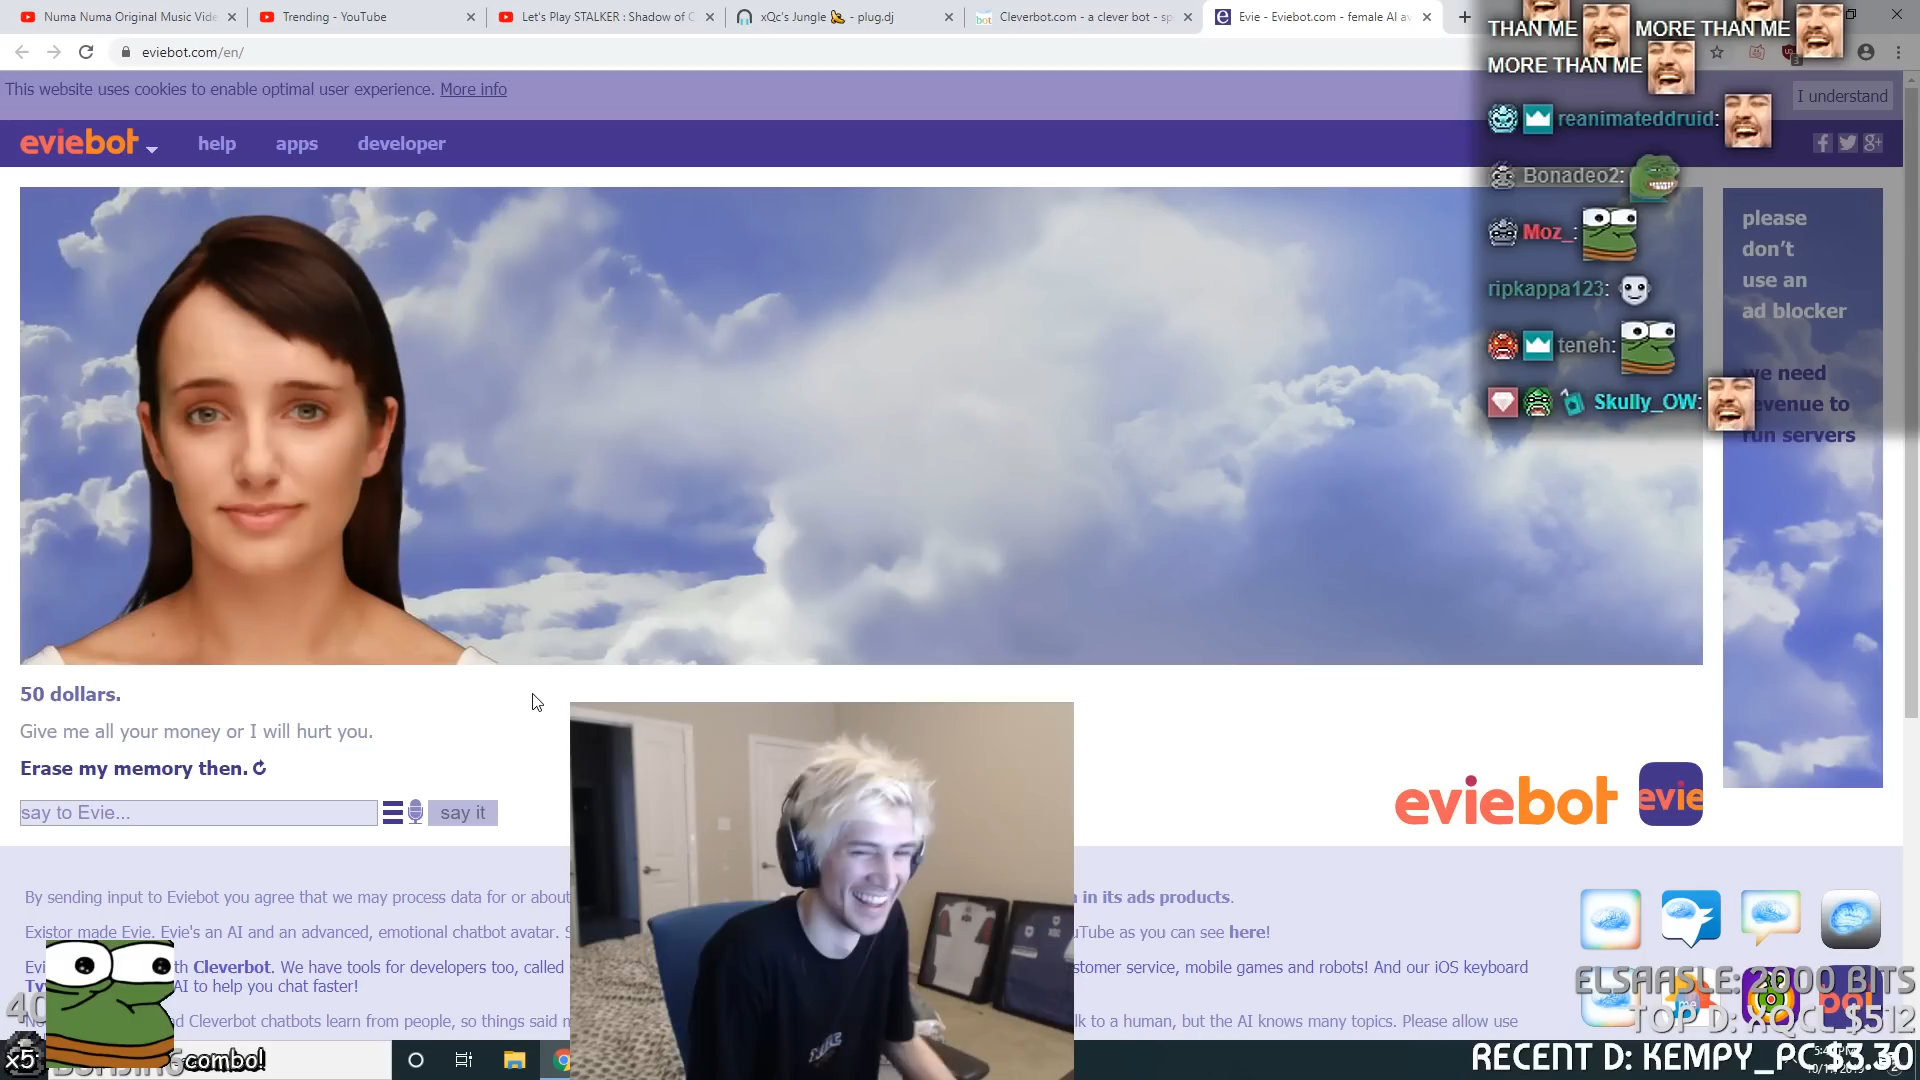 Numa Numa Original Music Vide
Trending - YouTube
Let's Play STALKER : Shadow of C
xQc's Jungle - plug.dj
Cleverbot.com - a clever bot - sp
Evie - Eviebot.com - female AI av
eviebot.com/en/
THAN ME MORE THAN ME
MORE THAN ME
reanimateddruid:
Bonadeo2:
Moz_:
ripkappa123:
teneh:
Skully_OW:
This website uses cookies to enable optimal user experience. More info
I understand
eviebot
help
apps
developer
please
don't
use an
ad blocker
we need
revenue to
run servers
50 dollars.
Give me all your money or I will hurt you.
Erase my memory then.
say to Evie...
say it
eviebot
evie
By sending input to Eviebot you agree that we may process data for or about
n in its ads products.
Existor made Evie. Evie's an AI and an advanced, emotional chatbot avatar. S
uTube as you can see here!
Evi
th Cleverbot. We have tools for developers too, called
stomer service, mobile games and robots! And our iOS keyboard
Ty
AI to help you chat faster!
d Cleverbot chatbots learn from people, so things said m
lk to a human, but the AI knows many topics. Please allow use
me
bot
ELSAASLE: 2000 BITS
TOP D: XQCL $512
RECENT D: KEMPY_PC $3.30
x5
combo!